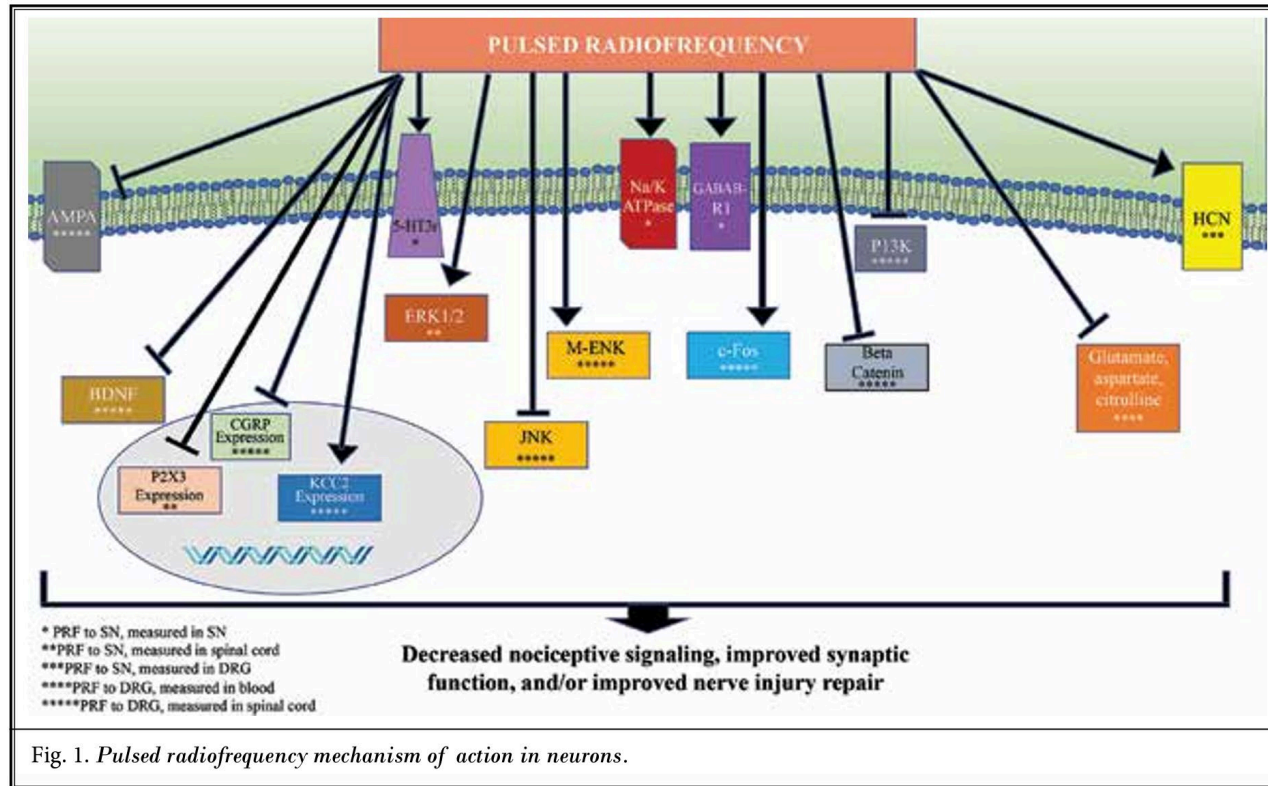 PULSED RADIOFREQUENCY
AMPA
*****
5-HT3r
*
Na/K
ATPase
*
GABAB-
R1
*
P13K
*****
HCN
***
ERK1/2
**
M-ENK
*****
c-Fos
*****
Beta
Catenin
*****
Glutamate,
aspartate,
citrulline
****
BDNF
*****
CGRP
Expression
*****
JNK
*****
P2X3
Expression
**
KCC2
Expression
*****
* PRF to SN, measured in SN
**PRF to SN, measured in spinal cord
***PRF to SN, measured in DRG
****PRF to DRG, measured in blood
*****PRF to DRG, measured in spinal cord
Decreased nociceptive signaling, improved synaptic
function, and/or improved nerve injury repair
Fig. 1. Pulsed radiofrequency mechanism of action in neurons.